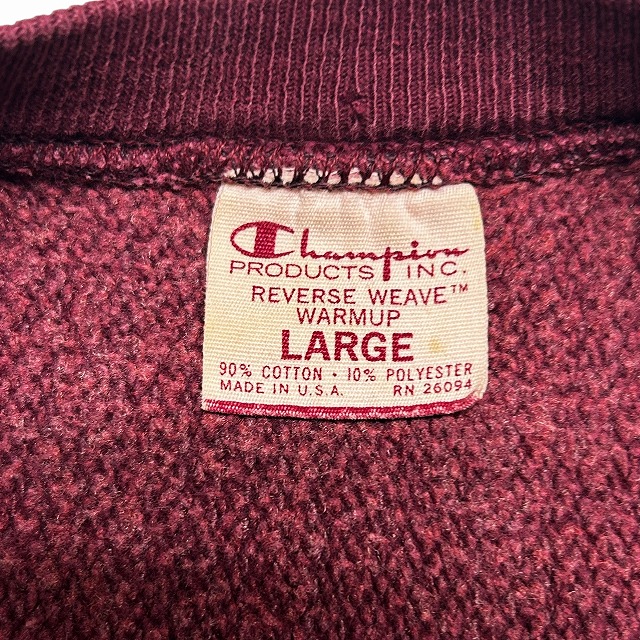 Champion
PRODUCTS INC.
REVERSE WEAVE™
WARMUP
LARGE
90% COTTON · 10% POLYESTER
MADE IN U.S.A. RN 26094